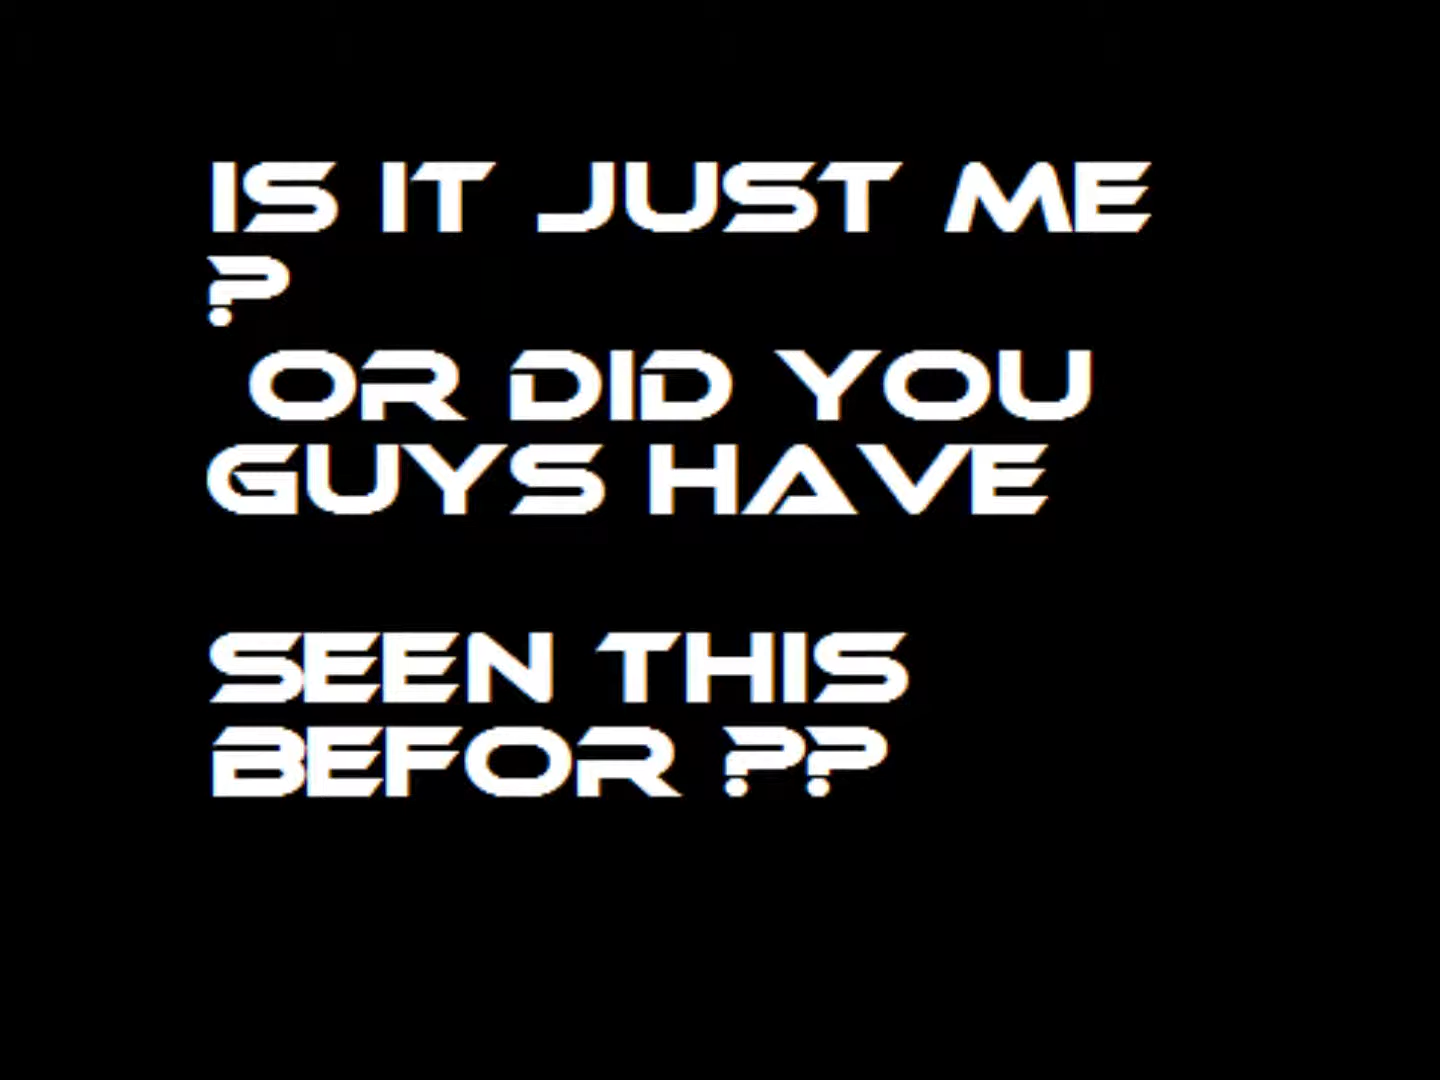 IS IT JUST ME
?
OR DID YOU
GUYS HAVE
SEEN THIS
BEFOR ??